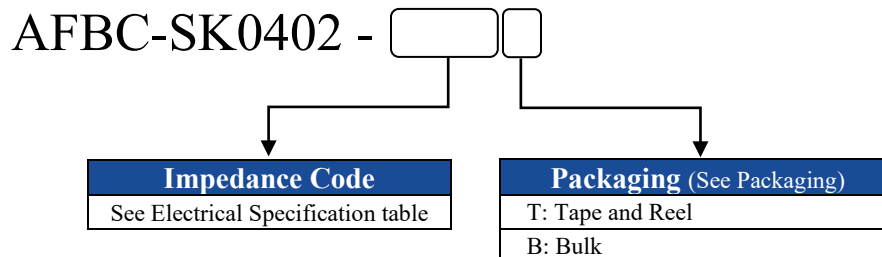 AFBC-SK0402 -
Impedance Code
See Electrical Specification table
Packaging (See Packaging)
T: Tape and Reel
B: Bulk